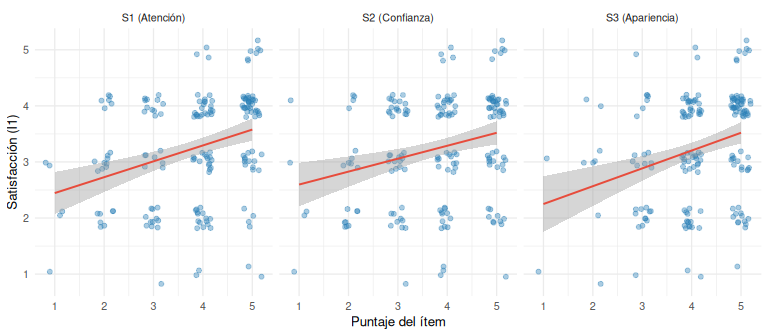 S1 (Atención) S2 (Confianza) S3 (Apariencia)
Satisfacción (I1)
5
4
3
2
1
1 2 3 4 5 1 2 3 4 5 1 2 3 4 5
Puntaje del ítem